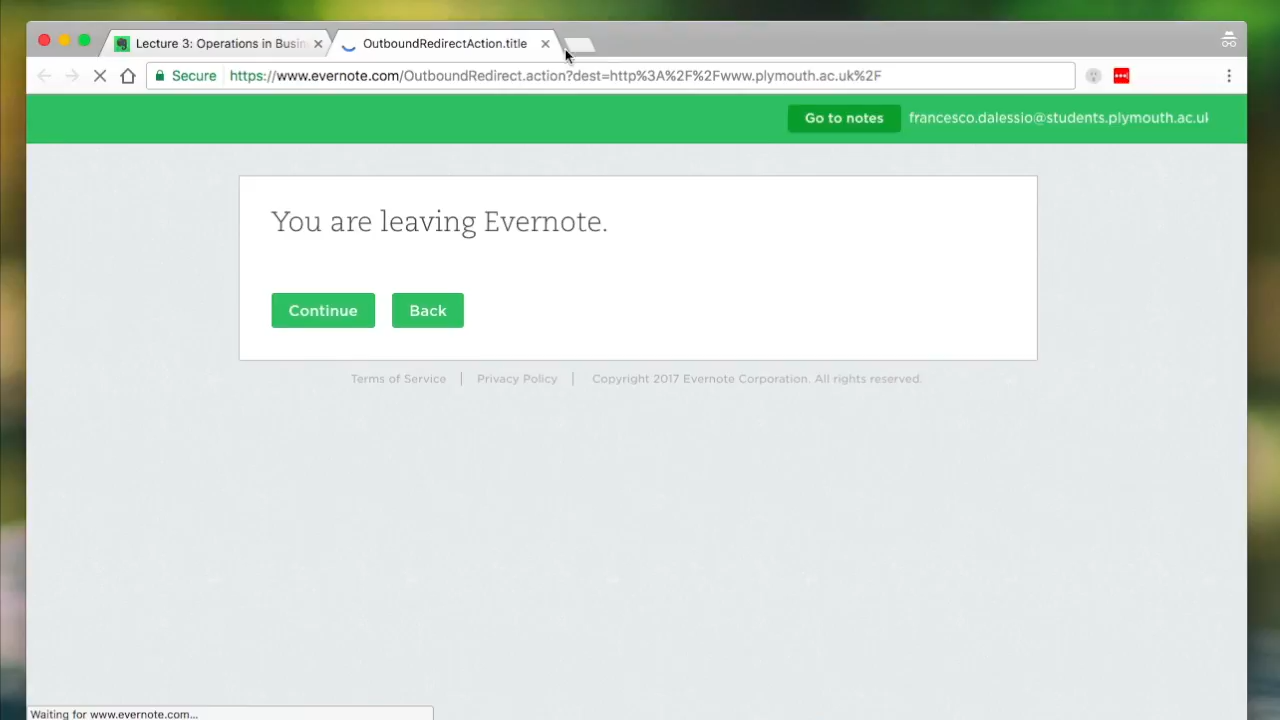 Lecture 3: Operations in Busin
OutboundRedirectAction.title
Secure
https://www.evernote.com/OutboundRedirect.action?dest=http%3A%2F%2Fwww.plymouth.ac.uk%2F
Go to notes
francesco.dalessio@students.plymouth.ac.uk
You are leaving Evernote.
Continue
Back
Terms of Service
Privacy Policy
Copyright 2017 Evernote Corporation. All rights reserved.
Waiting for www.evernote.com...